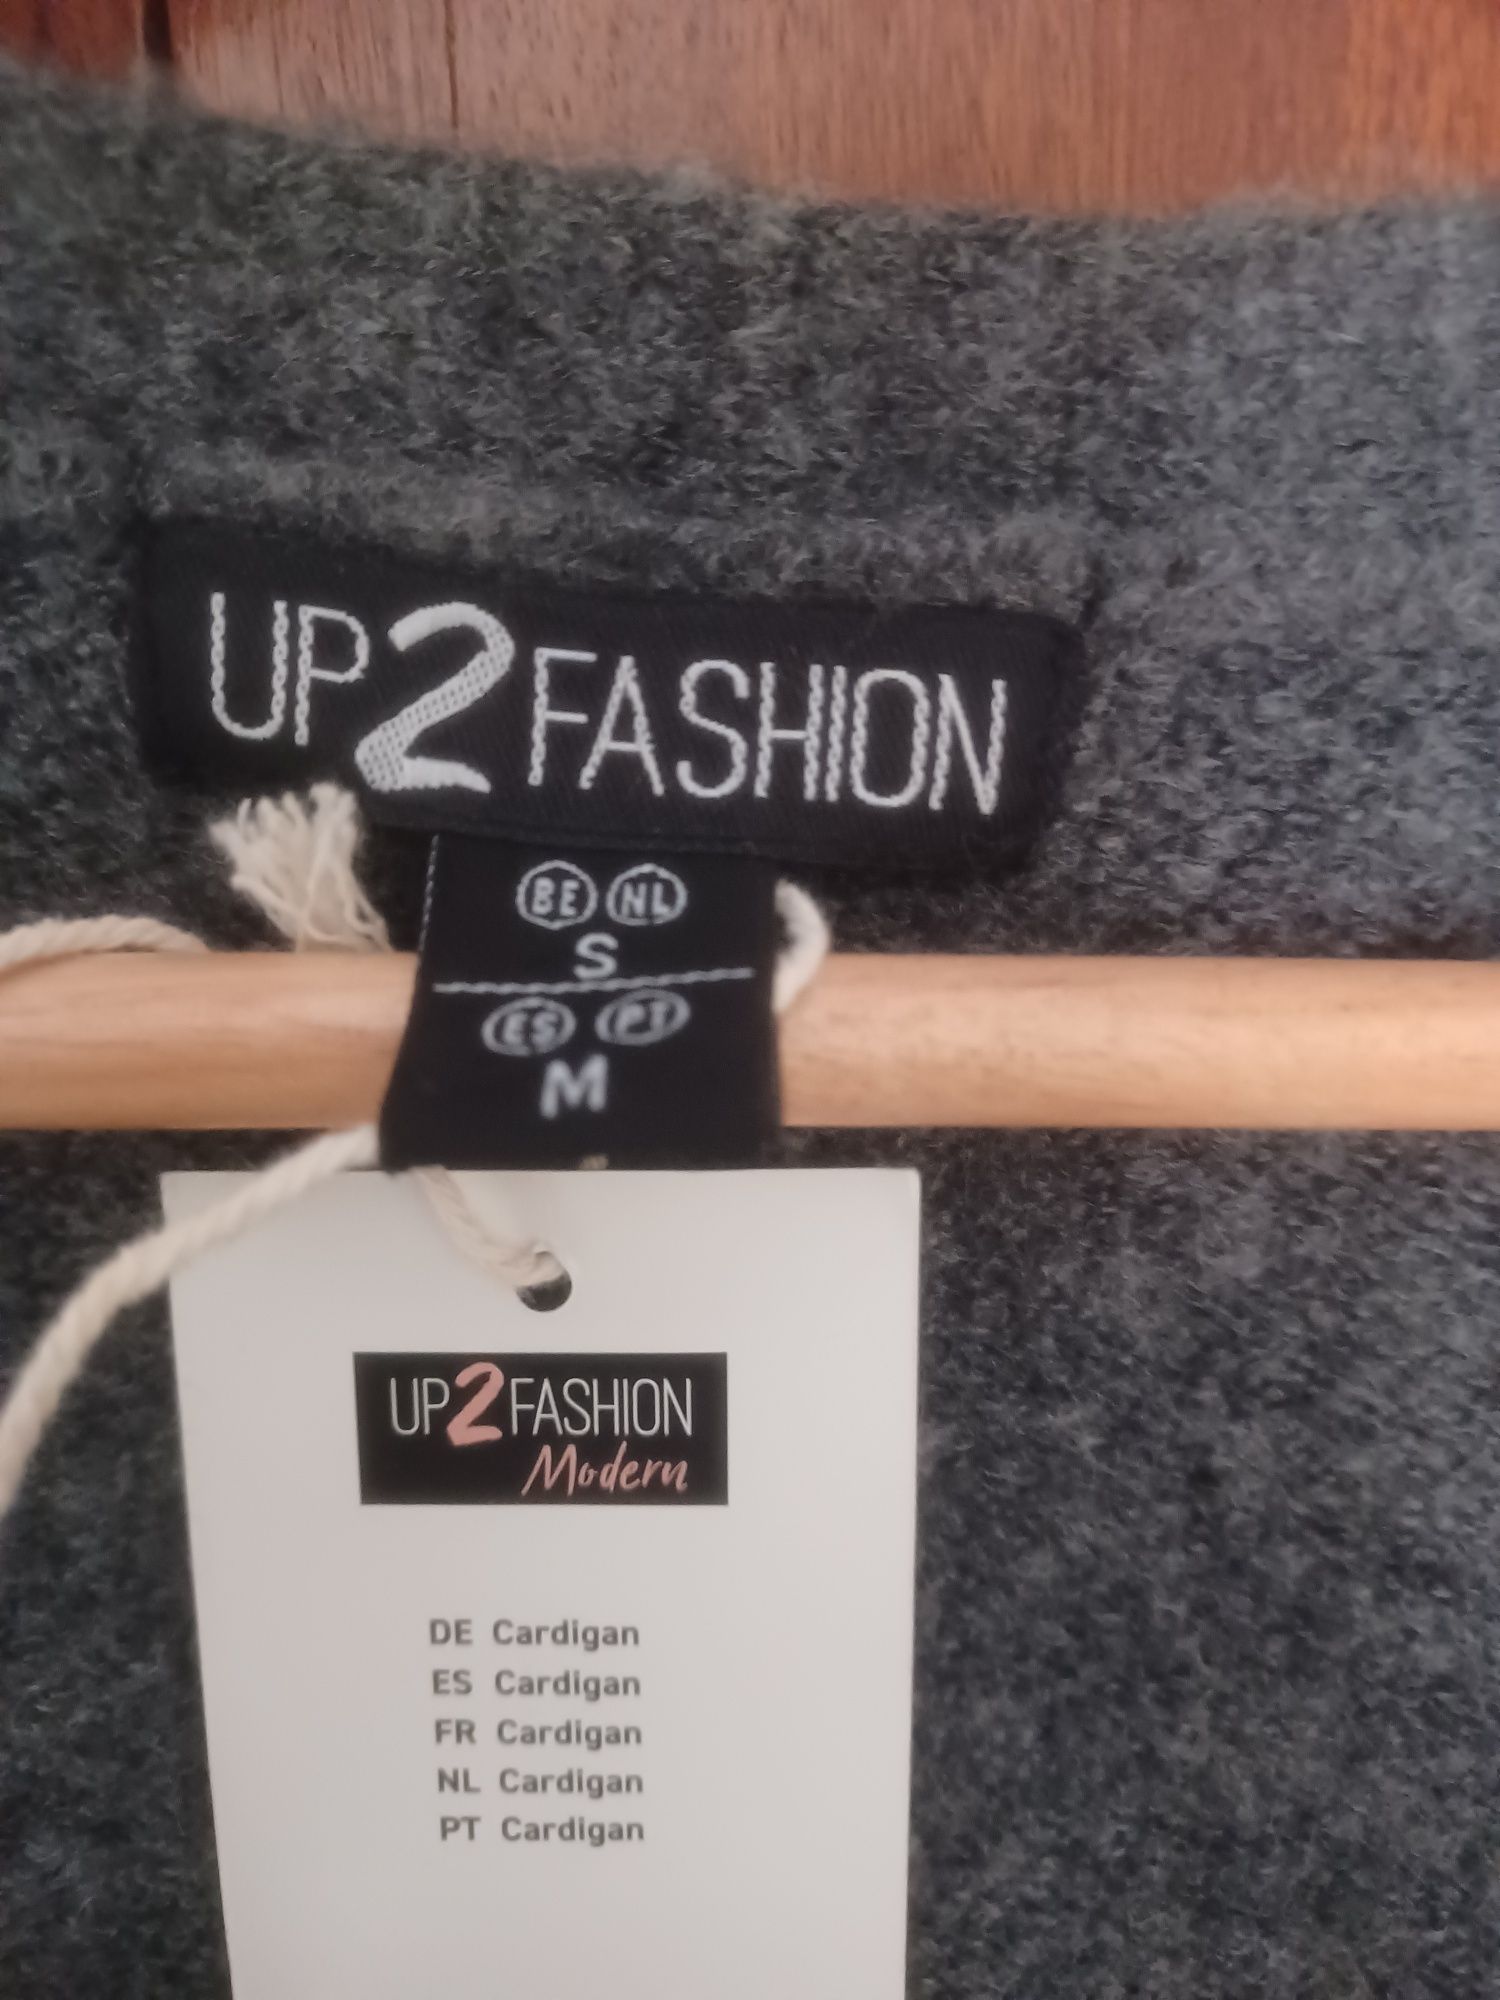 UP2FASHION
BE NL
S
ES PT
M
UP2FASHION
Modern
DE Cardigan
ES Cardigan
FR Cardigan
NL Cardigan
PT Cardigan